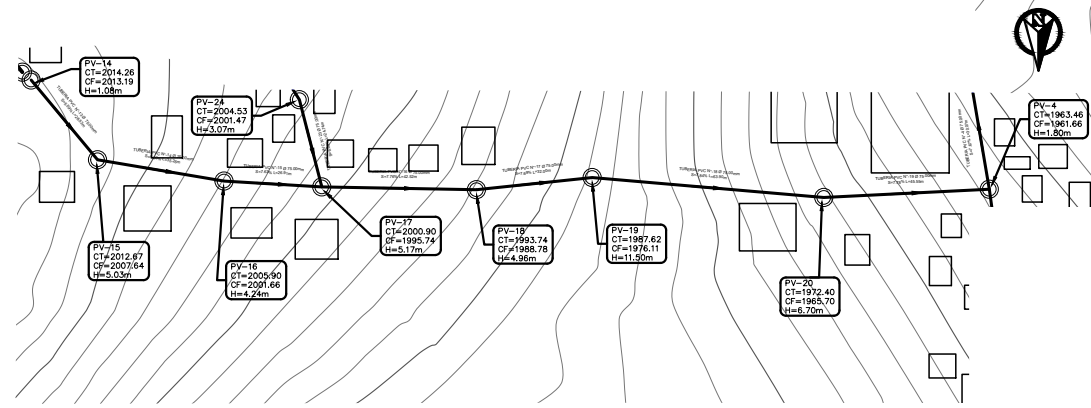 N
PV-14
CT=2014.26
CF=2013.19
H=1.08m
PV-24
CT=2004.53
CF=2001.47
H=3.07m
PV-4
CT=1963.46
CF=1961.66
H=1.80m
PV-15
CT=2012.67
CF=2007.64
H=5.03m
PV-16
CT=2005.90
CF=2001.66
H=4.24m
PV-17
CT=2000.90
CF=1995.74
H=5.17m
PV-18
CT=1993.74
CF=1988.78
H=4.96m
PV-19
CT=1987.62
CF=1976.11
H=11.50m
PV-20
CT=1972.40
CF=1965.70
H=6.70m